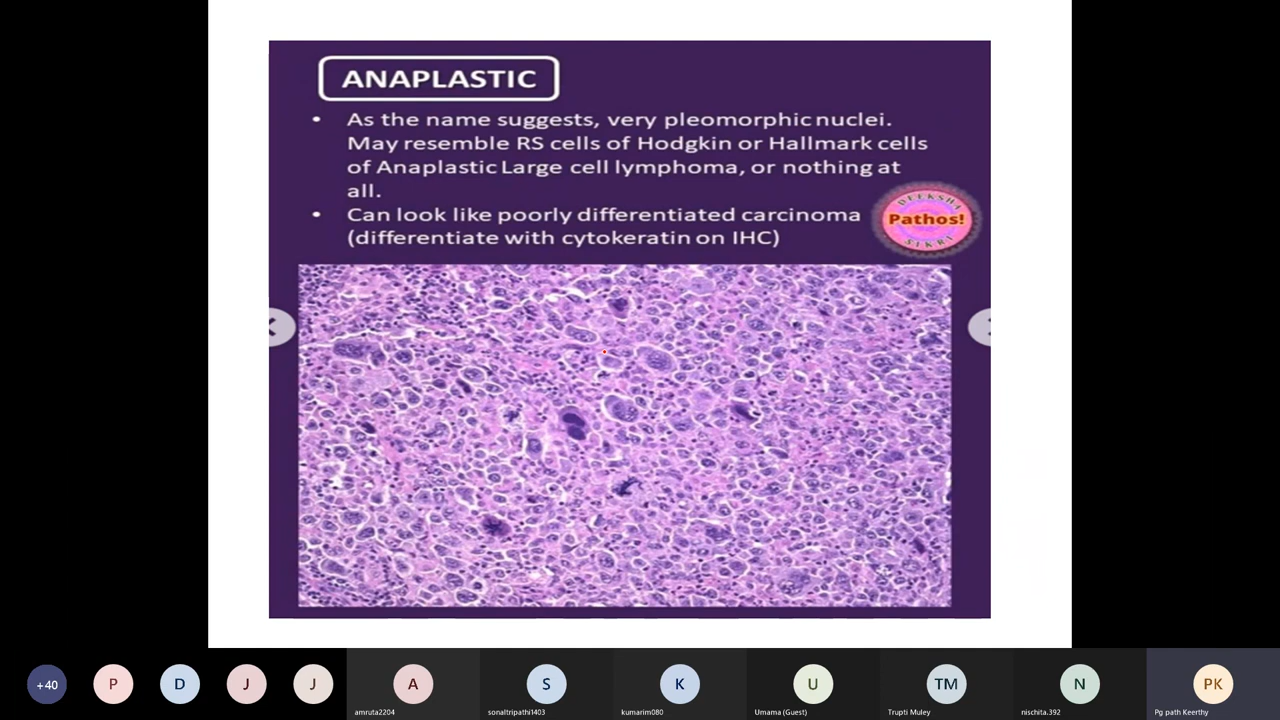 ANAPLASTIC
• As the name suggests, very pleomorphic nuclei.
May resemble RS cells of Hodgkin or Hallmark cells
of Anaplastic Large cell lymphoma, or nothing at
all.
• Can look like poorly differentiated carcinoma
(differentiate with cytokeratin on IHC)
DEEKSHA
Pathos!
SIKRI
+40
P
D
J
J
A
S
K
U
TM
N
PK
amruta2204
sonaltripathi1403
kumarim080
Umama (Guest)
Trupti Muley
nischita.392
Pg path Keerthy